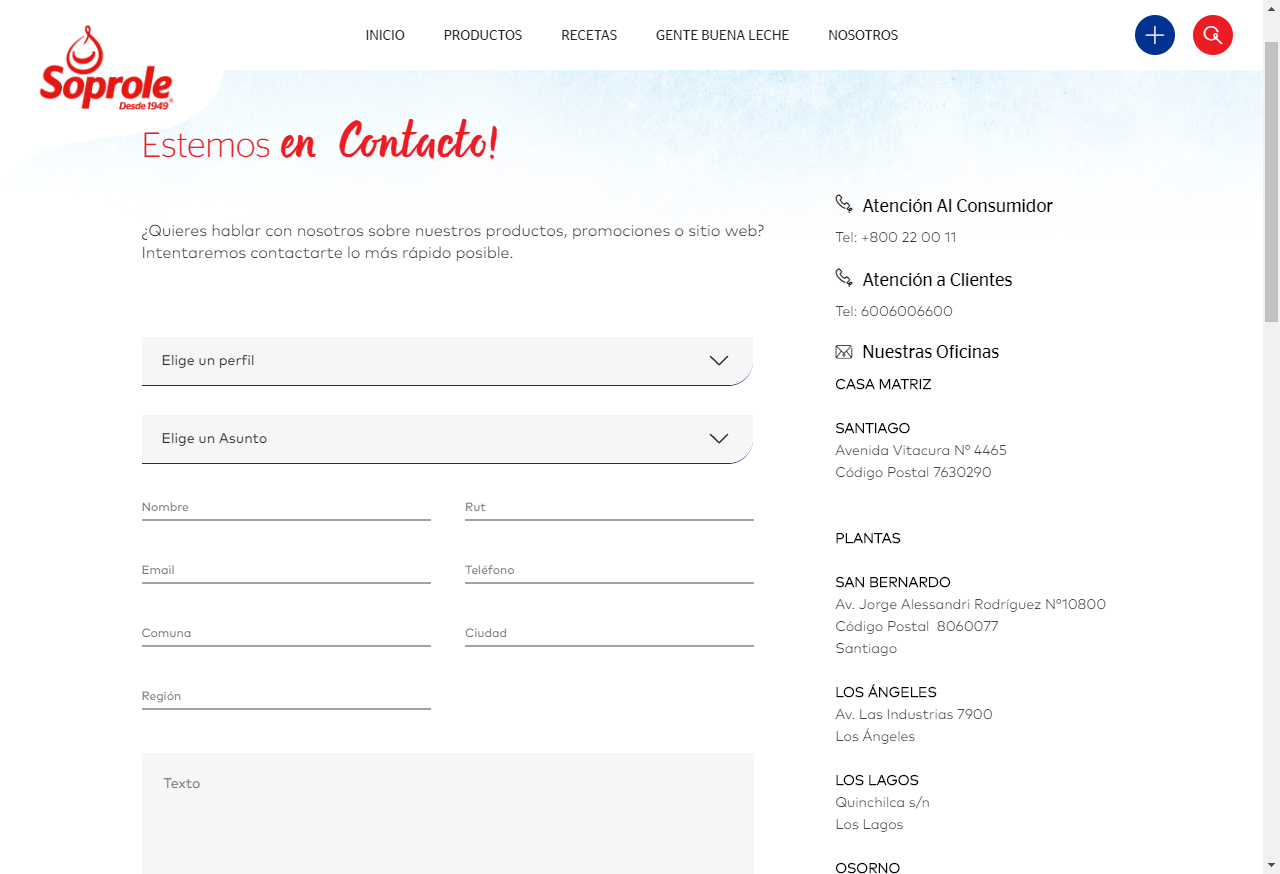 Soprole
Desde 1949
INICIO
PRODUCTOS
RECETAS
GENTE BUENA LECHE
NOSOTROS
Estemos en Contacto!
¿Quieres hablar con nosotros sobre nuestros productos, promociones o sitio web?
Intentaremos contactarte lo más rápido posible.
Elige un perfil
Elige un Asunto
Nombre
Rut
Email
Teléfono
Comuna
Ciudad
Región
Texto
Atención Al Consumidor
Tel: +800 22 00 11
Atención a Clientes
Tel: 6006006600
Nuestras Oficinas
CASA MATRIZ
SANTIAGO
Avenida Vitacura Nº 4465
Código Postal 7630290
PLANTAS
SAN BERNARDO
Av. Jorge Alessandri Rodríguez Nº10800
Código Postal  8060077
Santiago
LOS ÁNGELES
Av. Las Industrias 7900
Los Ángeles
LOS LAGOS
Quinchilca s/n
Los Lagos
OSORNO